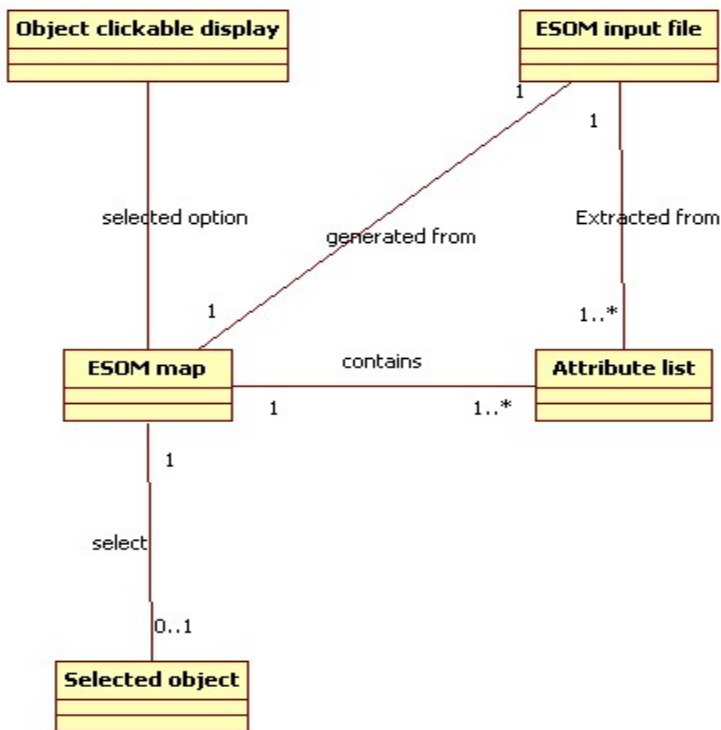 Object clickable display
ESOM input file
1
1
selected option
Extracted from
generated from
1
1..*
ESOM map
contains
Attribute list
1
1..*
1
select
0..1
Selected object